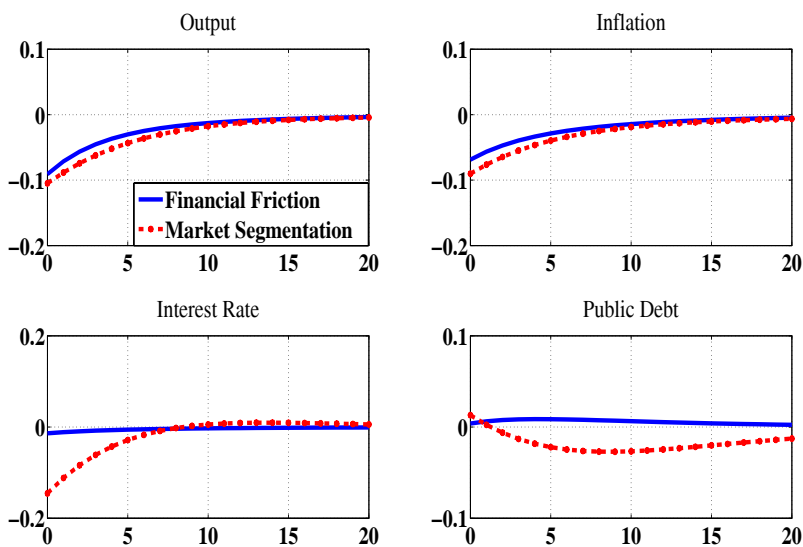 Output
Inflation
0.1
0
−0.1
−0.2
0 5 10 15 20
Financial Friction
Market Segmentation
0.1
0
−0.1
−0.2
0 5 10 15 20
Interest Rate
Public Debt
0.2
0
−0.2
0 5 10 15 20
0.1
0
−0.1
0 5 10 15 20